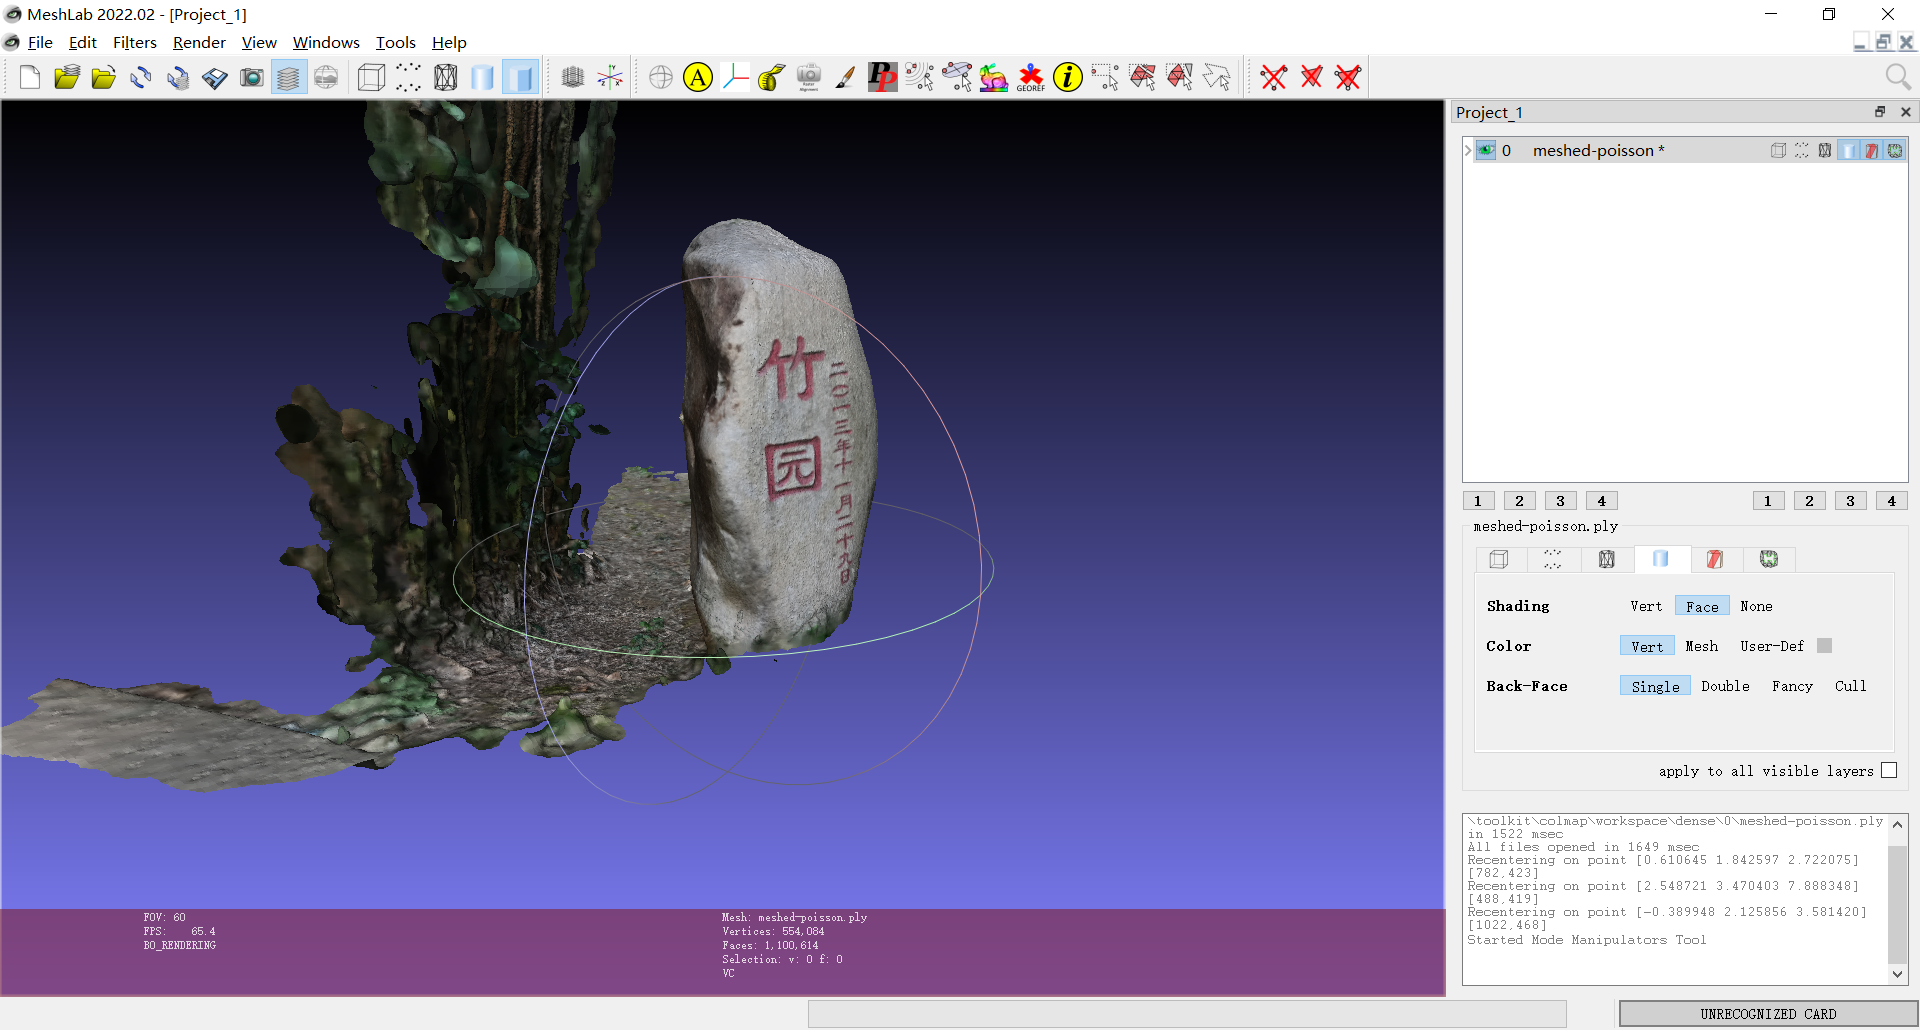 MeshLab 2022.02 - [Project_1]
File Edit Filters Render View Windows Tools Help
A
PP
GEOREF
i
Project_1
0 meshed-poisson *
竹园
二〇一三年十一月二十九日
1 2 3 4 1 2 3 4
meshed-poisson.ply
Shading Vert Face None
Color Vert Mesh User-Def
Back-Face Single Double Fancy Cull
apply to all visible layers
\toolkit\colmap\workspace\dense\0\meshed-poisson.ply
in 1522 msec
All files opened in 1649 msec
Recentering on point [0.610645 1.842597 2.722075]
[782,423]
Recentering on point [2.548721 3.470403 7.888348]
[488,419]
Recentering on point [-0.389948 2.125856 3.581420]
[1022,468]
Started Mode Manipulators Tool
FOV: 60
FPS: 65.4
BO_RENDERING
Mesh: meshed-poisson.ply
Vertices: 554,084
Faces: 1,100,614
Selection: v: 0 f: 0
VC
UNRECOGNIZED CARD